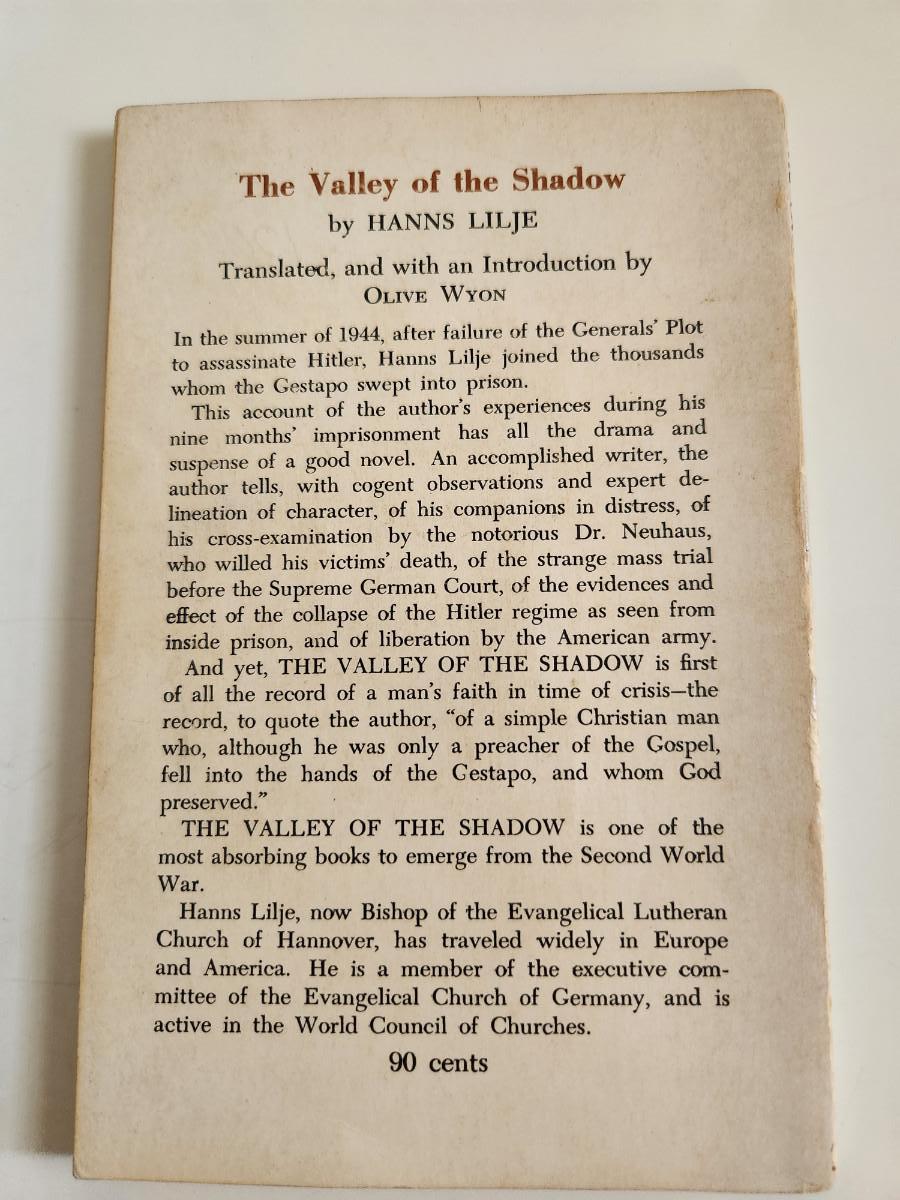 The Valley of the Shadow
by HANNS LILJE
Translated, and with an Introduction by
OLIVE WYON
In the summer of 1944, after failure of the Generals' Plot
to assassinate Hitler, Hanns Lilje joined the thousands
whom the Gestapo swept into prison.
This account of the author's experiences during his
nine months' imprisonment has all the drama and
suspense of a good novel. An accomplished writer, the
author tells, with cogent observations and expert de-
lineation of character, of his companions in distress, of
his cross-examination by the notorious Dr. Neuhaus,
who willed his victims' death, of the strange mass trial
before the Supreme German Court, of the evidences and
effect of the collapse of the Hitler regime as seen from
inside prison, and of liberation by the American army.
And yet, THE VALLEY OF THE SHADOW is first
of all the record of a man's faith in time of crisis—the
record, to quote the author, “of a simple Christian man
who, although he was only a preacher of the Gospel,
fell into the hands of the Gestapo, and whom God
preserved.”
THE VALLEY OF THE SHADOW is one of the
most absorbing books to emerge from the Second World
War.
Hanns Lilje, now Bishop of the Evangelical Lutheran
Church of Hannover, has traveled widely in Europe
and America. He is a member of the executive com-
mittee of the Evangelical Church of Germany, and is
active in the World Council of Churches.
90 cents